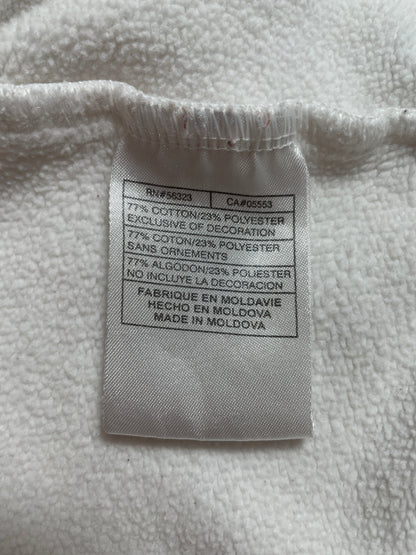 RN#56323 CA#05553
77% COTTON/23% POLYESTER
EXCLUSIVE OF DECORATION
77% COTON/23% POLYESTER
SANS ORNEMENTS
77% ALGODON/23% POLIESTER
NO INCLUYE LA DECORACION
FABRIQUE EN MOLDAVIE
HECHO EN MOLDOVA
MADE IN MOLDOVA